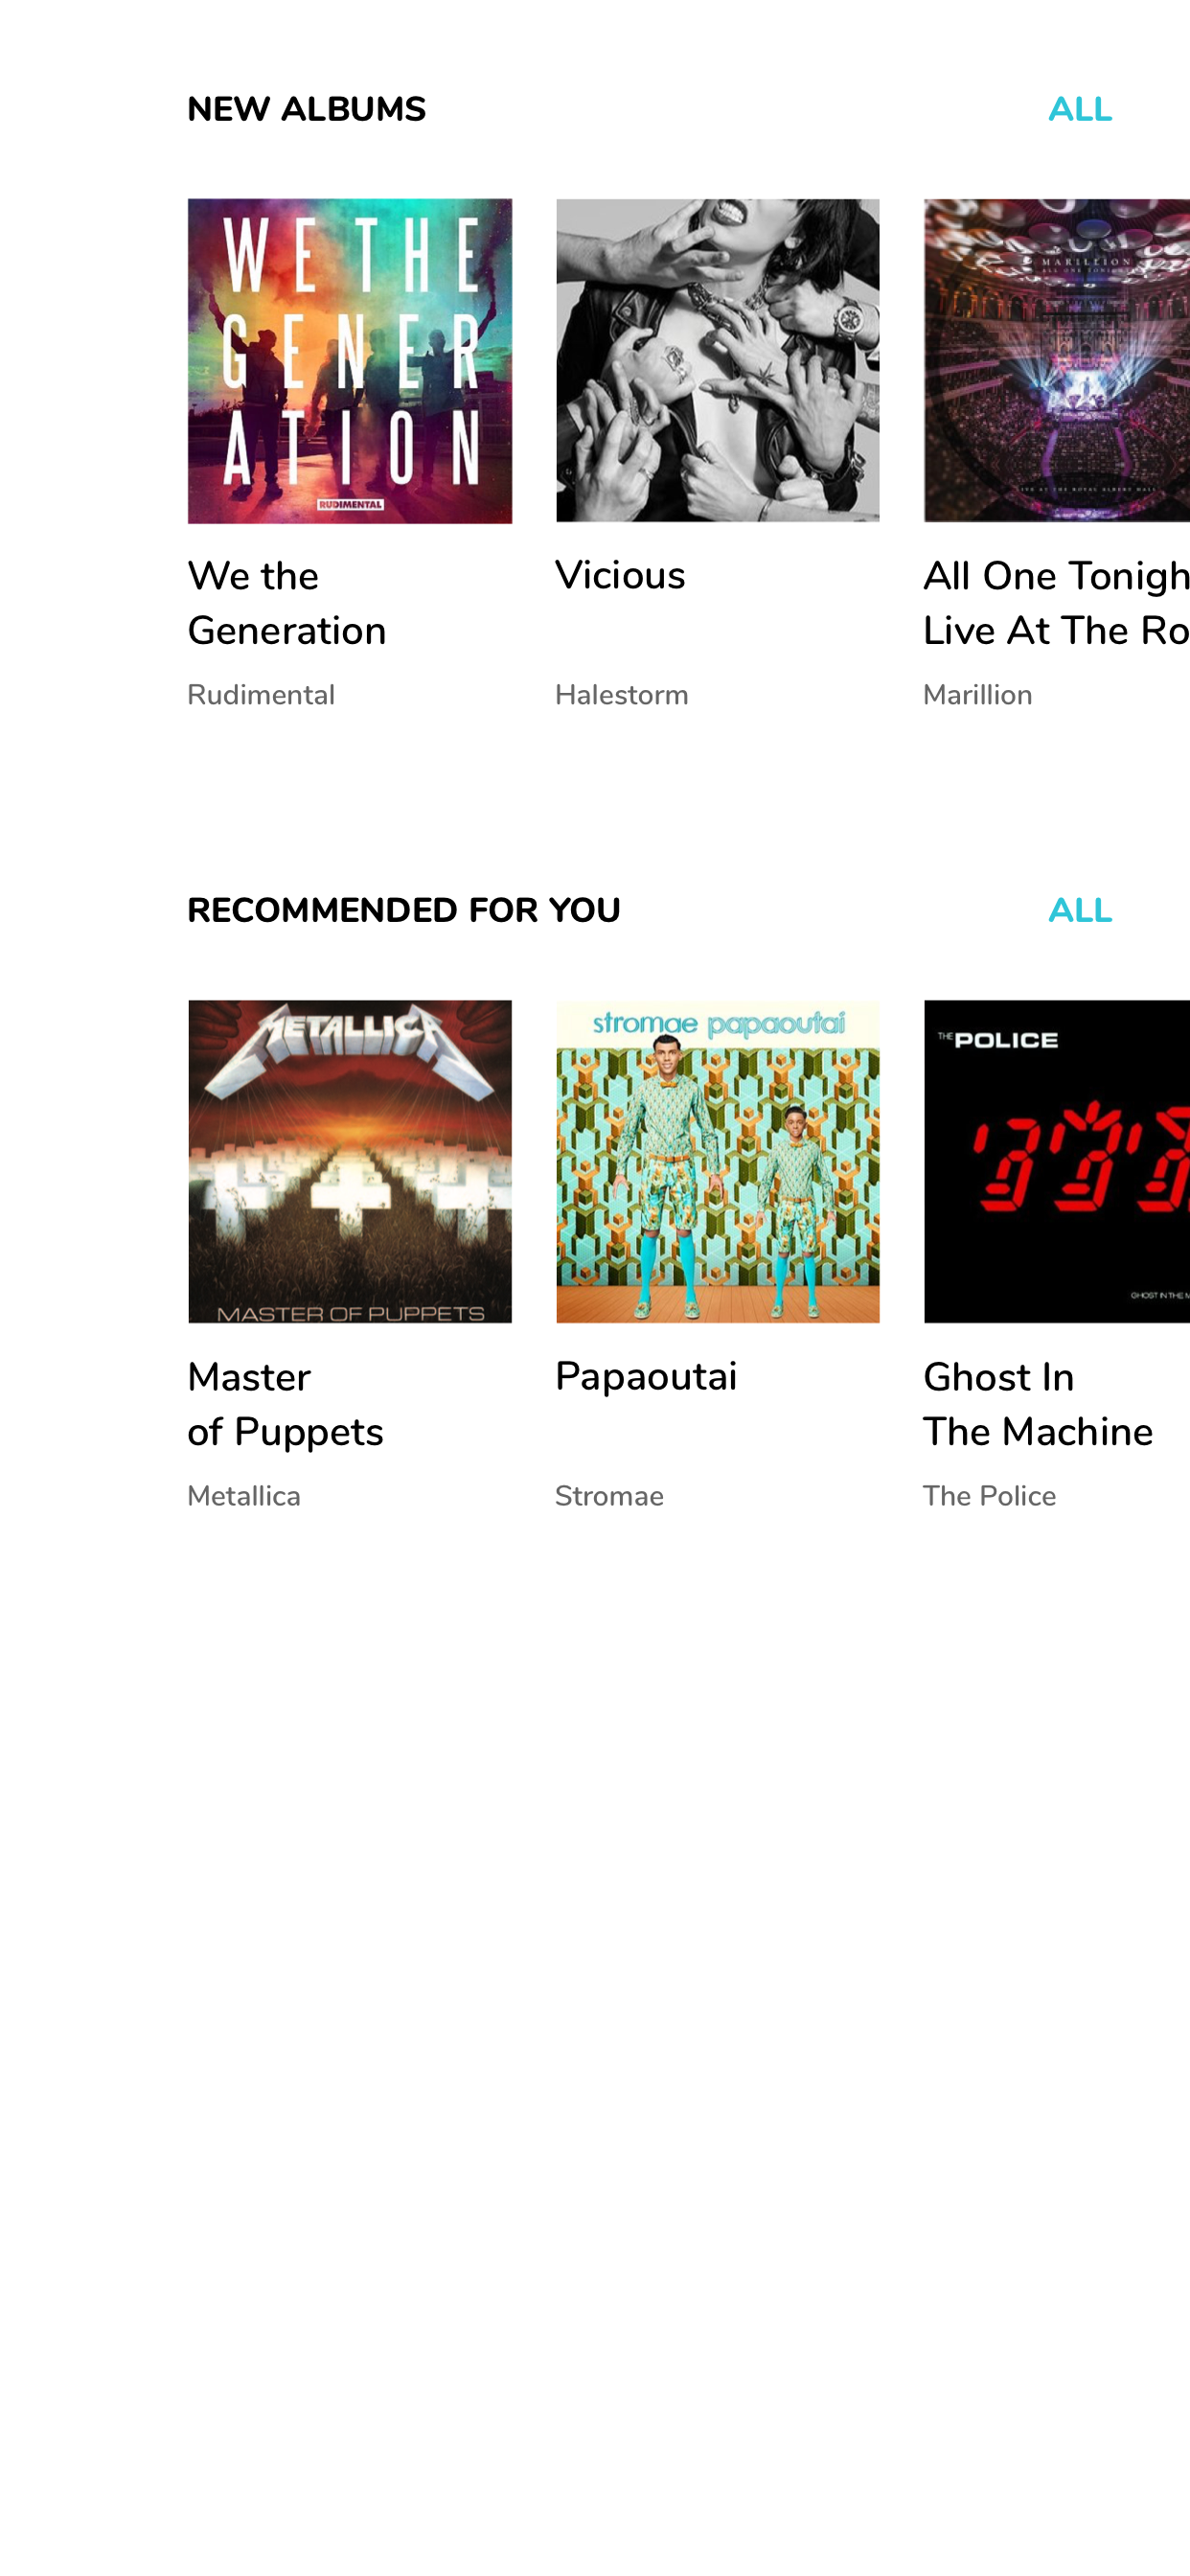 NEW ALBUMS
ALL
WE THE
GENER
ATION
RUDIMENTAL
MARILLION
ALL ONE TONIGHT
LIVE AT THE ROYAL ALBERT HALL
We the
Generation
Vicious
All One Tonigh
Live At The Ro
Rudimental
Halestorm
Marillion
RECOMMENDED FOR YOU
ALL
METALLICA
MASTER OF PUPPETS
stromae papaoutai
THE POLICE
GHOST IN THE M
Master
of Puppets
Papaoutai
Ghost In
The Machine
Metallica
Stromae
The Police